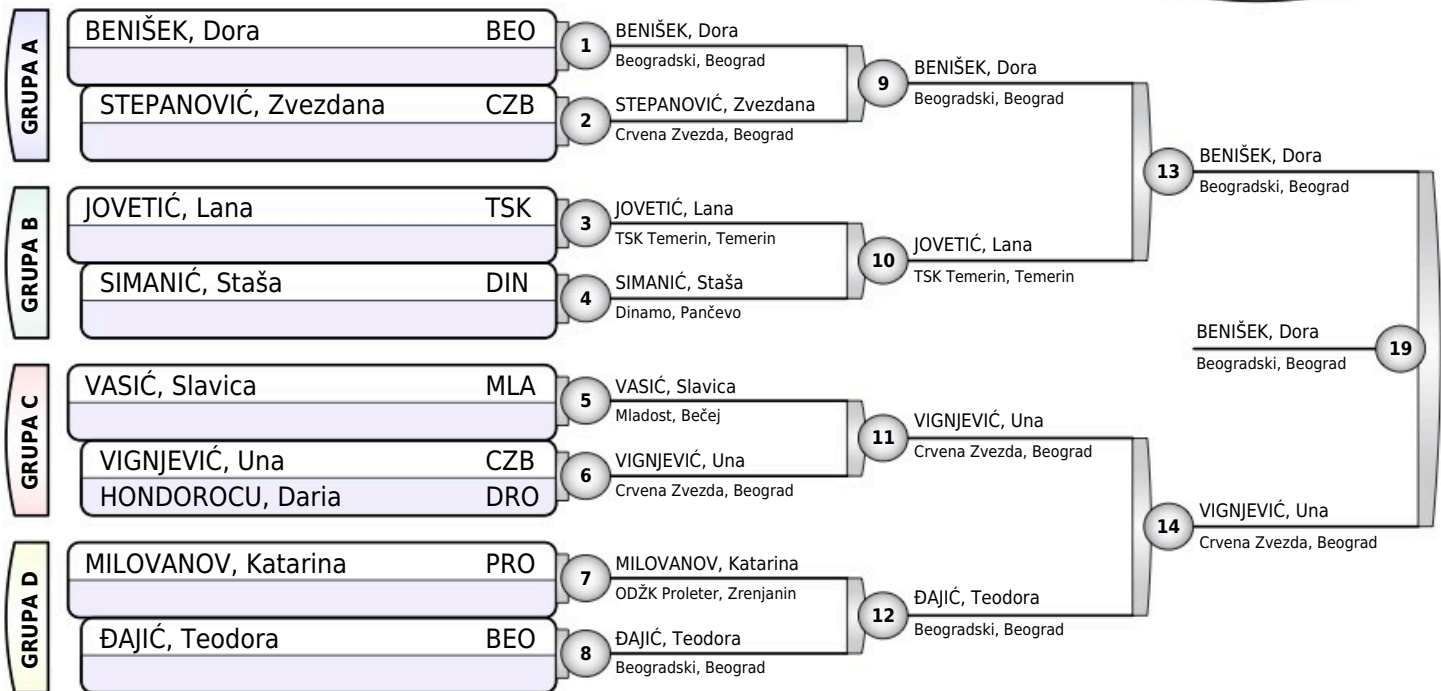 GRUPA A
BENIŠEK, Dora BEO
STEPANOVIĆ, Zvezdana CZB
1
BENIŠEK, Dora
Beogradski, Beograd
2
STEPANOVIĆ, Zvezdana
Crvena Zvezda, Beograd
9
BENIŠEK, Dora
Beogradski, Beograd
GRUPA B
JOVETIĆ, Lana TSK
SIMANIĆ, Staša DIN
3
JOVETIĆ, Lana
TSK Temerin, Temerin
4
SIMANIĆ, Staša
Dinamo, Pančevo
10
JOVETIĆ, Lana
TSK Temerin, Temerin
13
BENIŠEK, Dora
Beogradski, Beograd
GRUPA C
VASIĆ, Slavica MLA
VIGNJEVIĆ, Una CZB
HONDOROCU, Daria DRO
5
VASIĆ, Slavica
Mladost, Bečej
6
VIGNJEVIĆ, Una
Crvena Zvezda, Beograd
11
VIGNJEVIĆ, Una
Crvena Zvezda, Beograd
GRUPA D
MILOVANOV, Katarina PRO
ĐAJIĆ, Teodora BEO
7
MILOVANOV, Katarina
ODŽK Proleter, Zrenjanin
8
ĐAJIĆ, Teodora
Beogradski, Beograd
12
ĐAJIĆ, Teodora
Beogradski, Beograd
14
VIGNJEVIĆ, Una
Crvena Zvezda, Beograd
BENIŠEK, Dora
Beogradski, Beograd
19